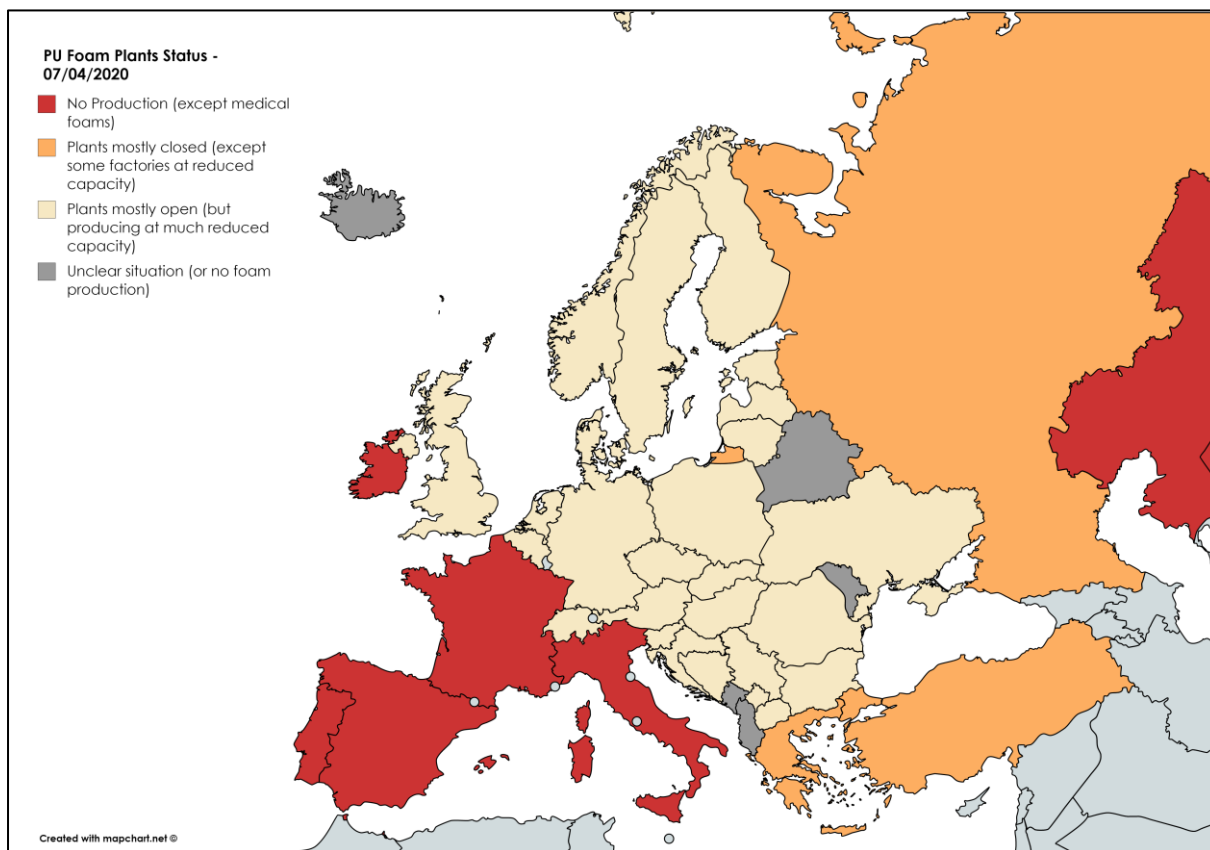 PU Foam Plants Status -
07/04/2020
No Production (except medical
foams)
Plants mostly closed (except
some factories at reduced
capacity)
Plants mostly open (but
producing at much reduced
capacity)
Unclear situation (or no foam
production)
Created with mapchart.net ©